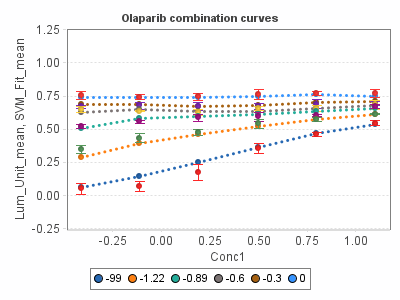 Olaparib combination curves
Lum_Unit_mean, SVM_Fit_mean
1.25
1.00
0.75
0.50
0.25
0.00
-0.25
-0.25 0.00 0.25 0.50 0.75 1.00
Conc1
-99 -1.22 -0.89 -0.6 -0.3 0